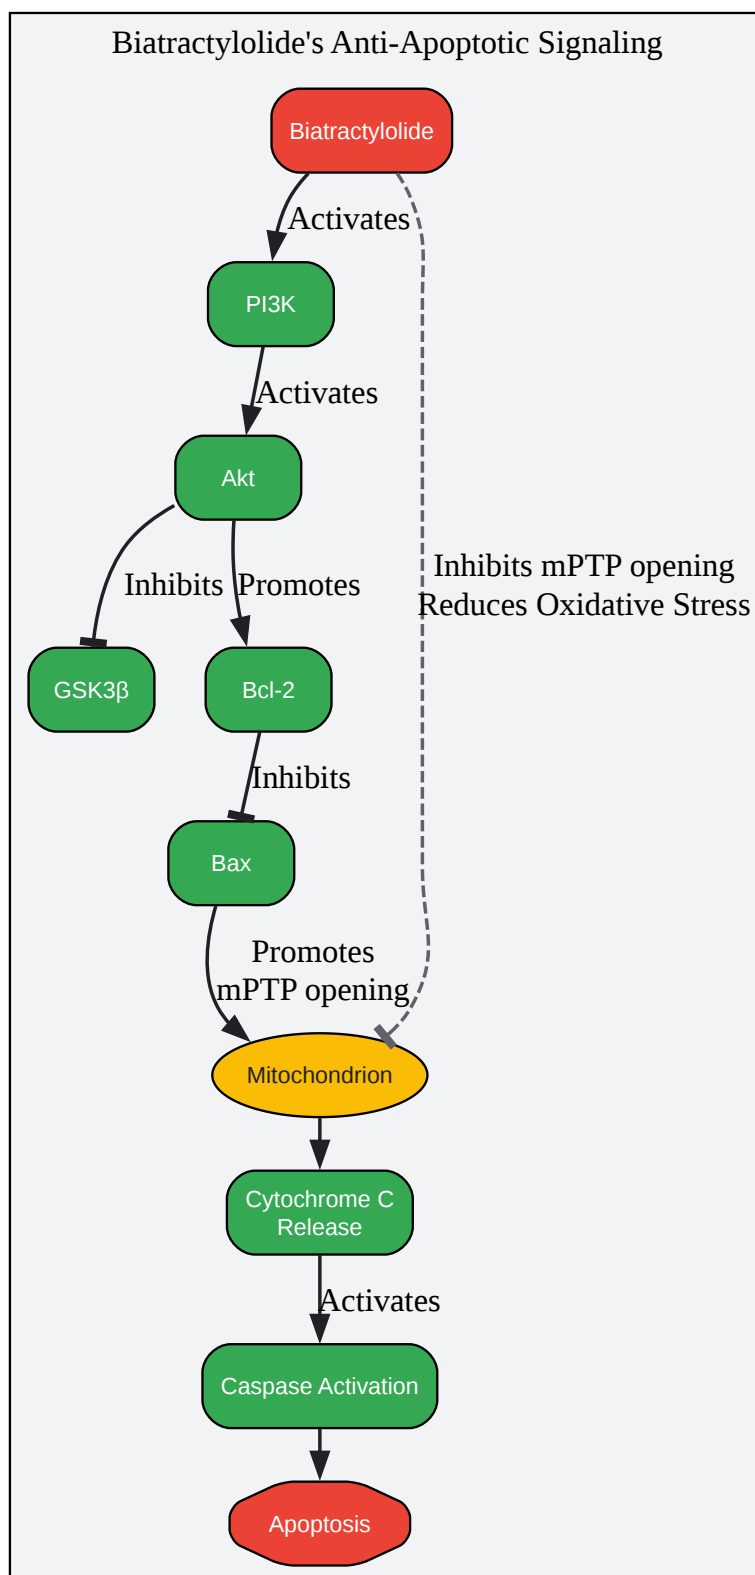 Biatractylolide's Anti-Apoptotic Signaling
Biatractylolide
Activates
PI3K
Activates
Akt
Inhibits
Promotes
Inhibits mPTP opening
Reduces Oxidative Stress
GSK3β
Bcl-2
Inhibits
Bax
Promotes
mPTP opening
Mitochondrion
Cytochrome C
Release
Activates
Caspase Activation
Apoptosis